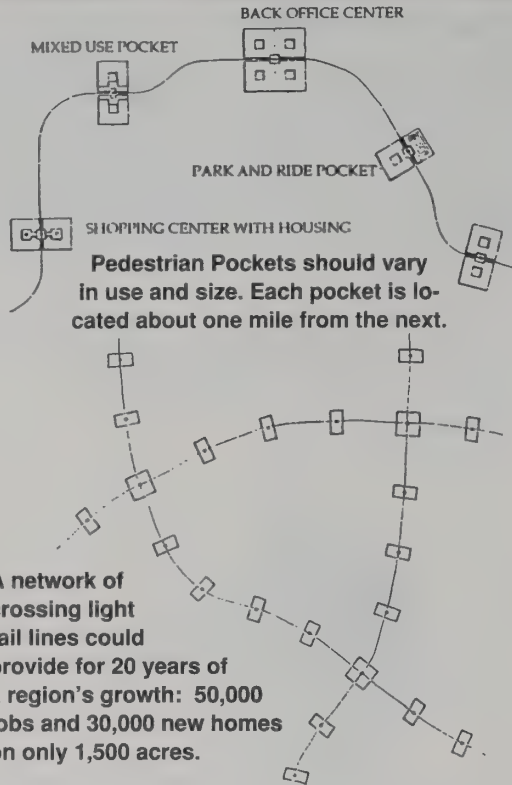 BACK OFFICE CENTER
MIXED USE POCKET
PARK AND RIDE POCKET
SHOPPING CENTER WITH HOUSING
Pedestrian Pockets should vary
in use and size. Each pocket is lo-
cated about one mile from the next.
A network of
crossing light
ail lines could
provide for 20 years of
region's growth: 50,000
obs and 30,000 new homes
on only 1,500 acres.